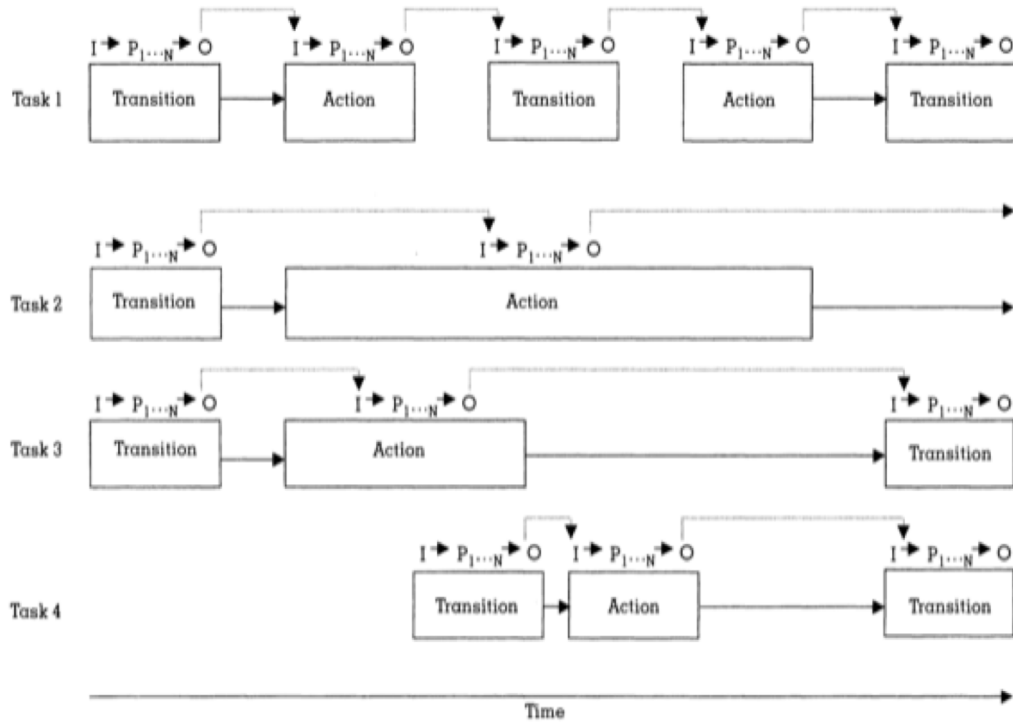 I P1...N O I P1...N O I P1...N O I P1...N O I P1...N O
Task 1 Transition Action Transition Action Transition
I P1...N O I P1...N O
Task 2 Transition Action
I P1...N O I P1...N O I P1...N O
Task 3 Transition Action Transition
I P1...N O I P1...N O I P1...N O
Task 4 Transition Action Transition
Time